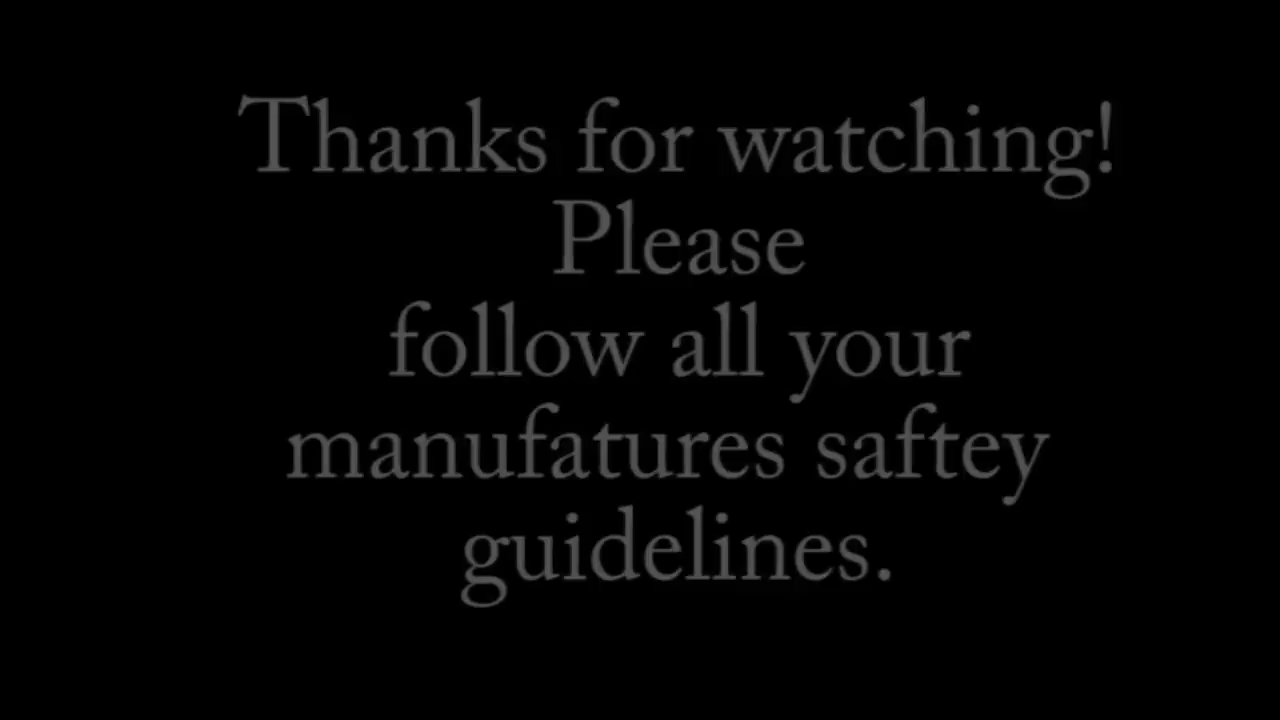 Thanks for watching!
Please
follow all your
manufatures saftey
guidelines.